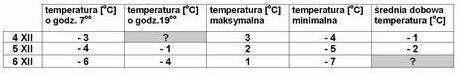 temperatura [°C] o godz. 7⁰⁰ temperatura [°C] o godz.19⁰⁰ temperatura [°C] maksymalna temperatura [°C] minimalna średnia dobowa temperatura [°C]
4 XII - 3 ? 3 - 4 - 1
5 XII - 4 - 1 2 - 5 - 2
6 XII - 6 - 4 1 - 7 ?